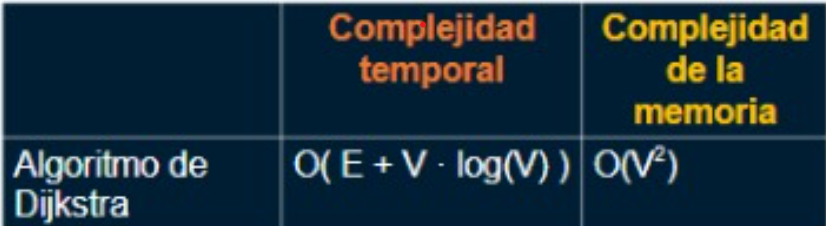 Complejidad temporal
Complejidad de la memoria
Algoritmo de Dijkstra
O( E + V · log(V) )
O(V²)